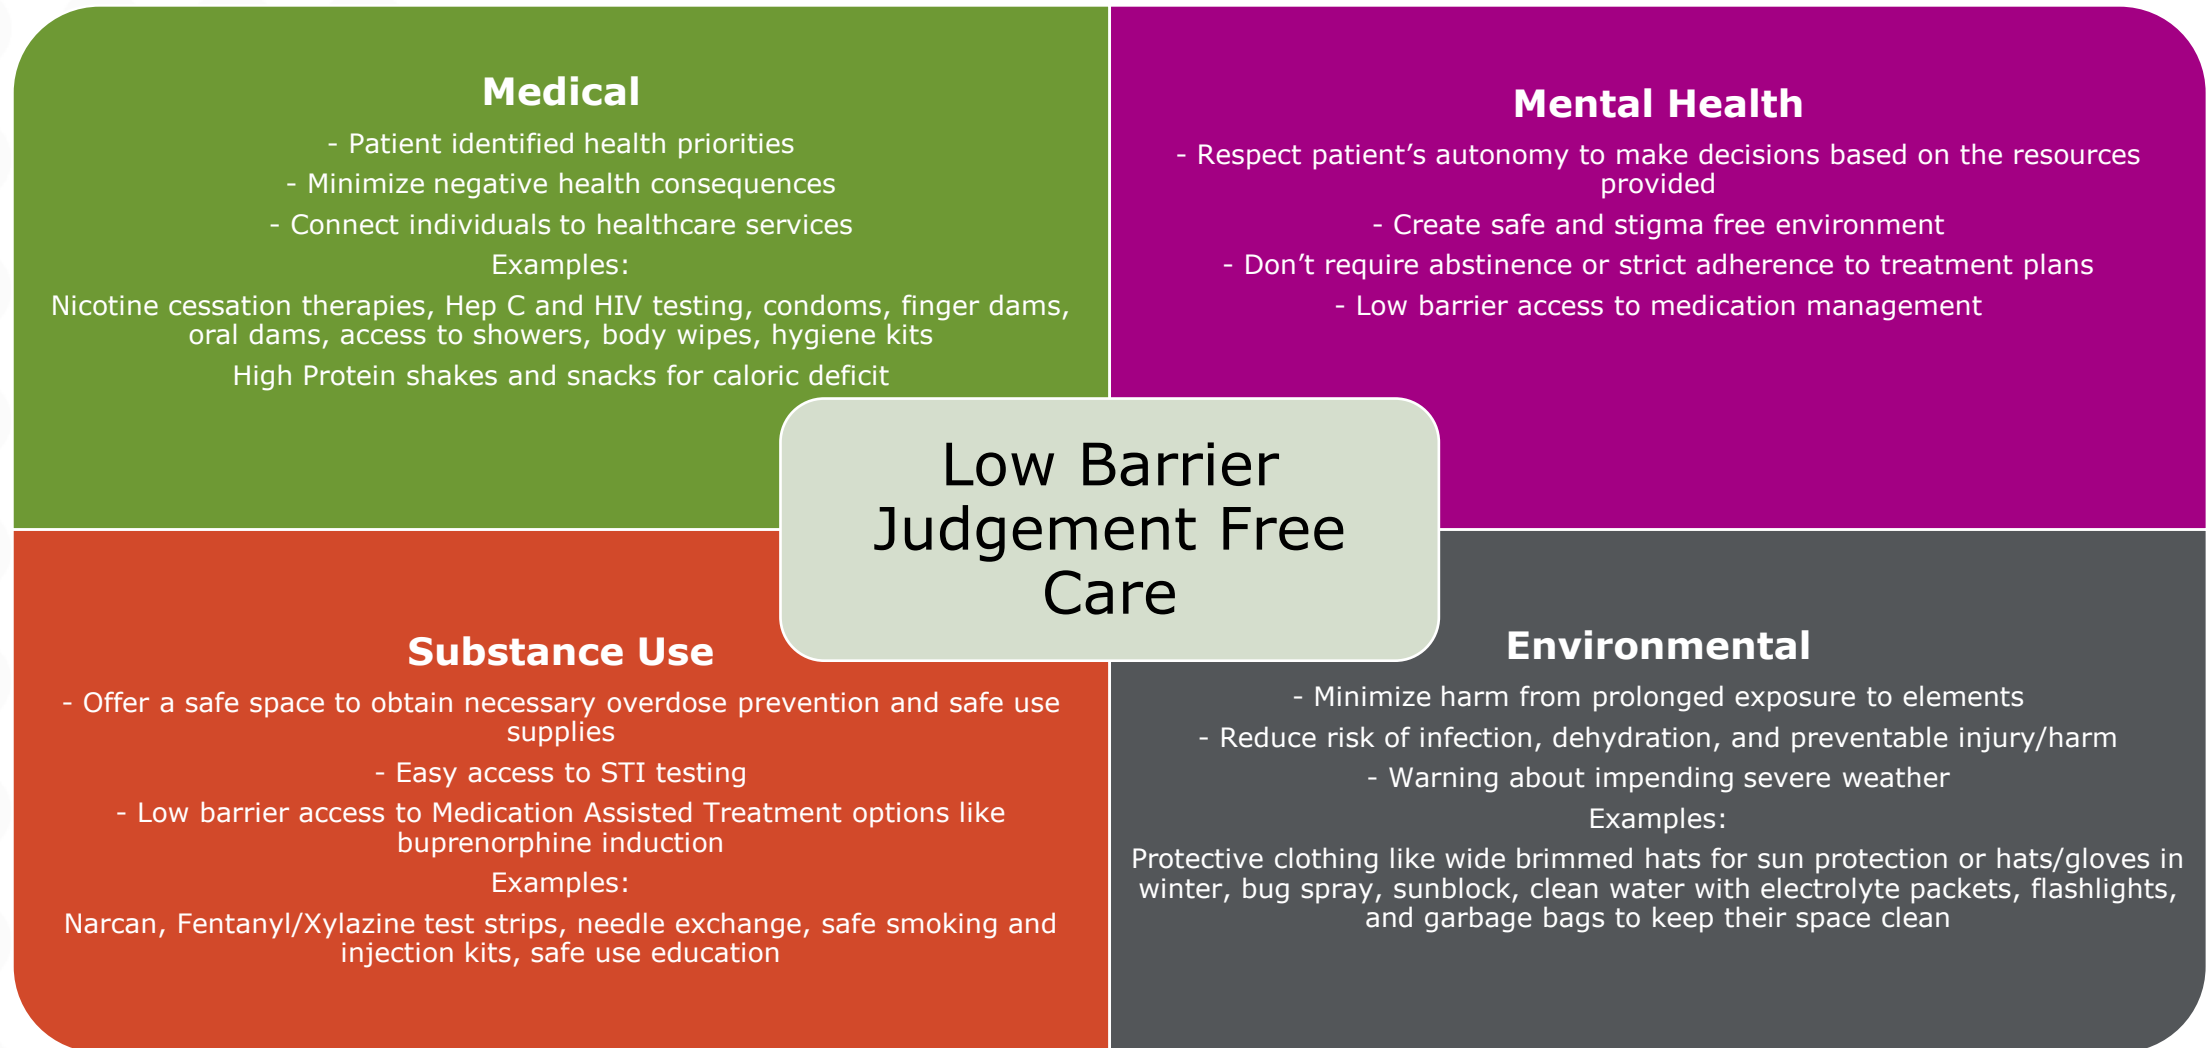 Medical
- Patient identified health priorities
- Minimize negative health consequences
- Connect individuals to healthcare services
Examples:
Nicotine cessation therapies, Hep C and HIV testing, condoms, finger dams,
oral dams, access to showers, body wipes, hygiene kits
High Protein shakes and snacks for caloric deficit
Mental Health
- Respect patient’s autonomy to make decisions based on the resources
provided
- Create safe and stigma free environment
- Don’t require abstinence or strict adherence to treatment plans
- Low barrier access to medication management
Low Barrier
Judgement Free
Care
Substance Use
- Offer a safe space to obtain necessary overdose prevention and safe use
supplies
- Easy access to STI testing
- Low barrier access to Medication Assisted Treatment options like
buprenorphine induction
Examples:
Narcan, Fentanyl/Xylazine test strips, needle exchange, safe smoking and
injection kits, safe use education
Environmental
- Minimize harm from prolonged exposure to elements
- Reduce risk of infection, dehydration, and preventable injury/harm
- Warning about impending severe weather
Examples:
Protective clothing like wide brimmed hats for sun protection or hats/gloves in
winter, bug spray, sunblock, clean water with electrolyte packets, flashlights,
and garbage bags to keep their space clean